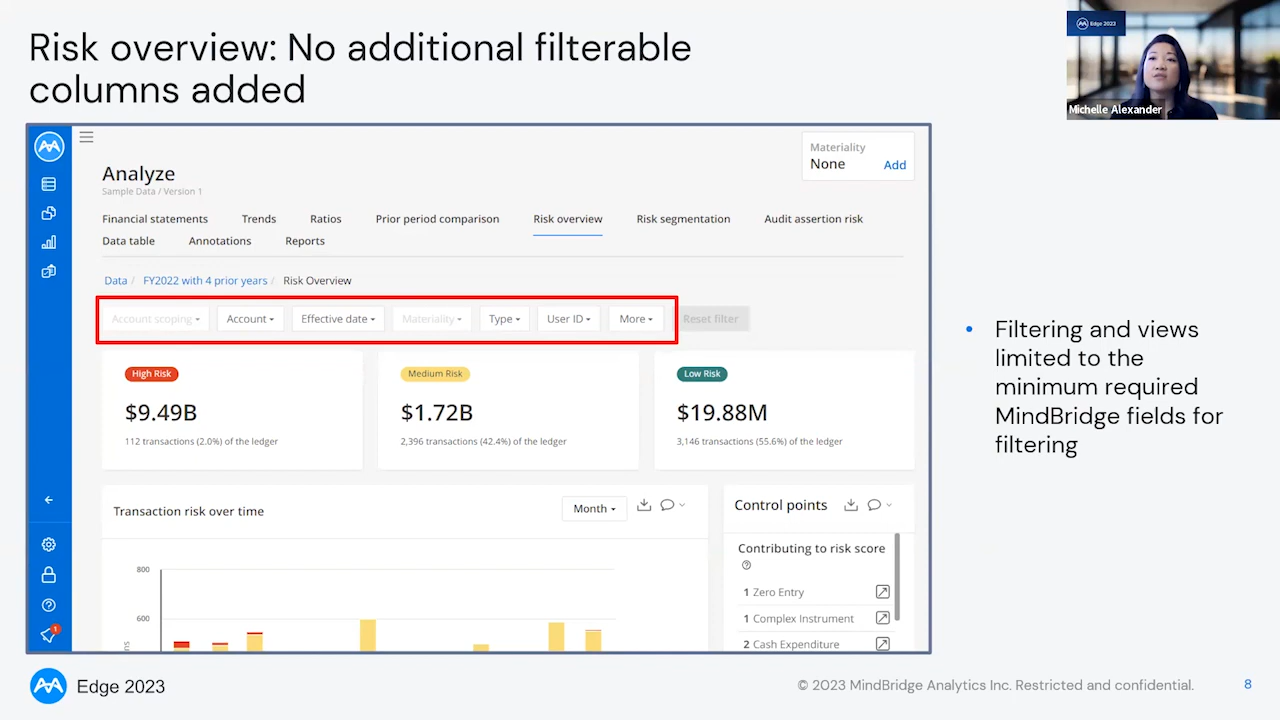 Risk overview: No additional filterable
columns added
Edge 2023
Michelle Alexander
Materiality
None Add
Analyze
Sample Data / Version 1
Financial statements Trends Ratios Prior period comparison Risk overview Risk segmentation Audit assertion risk
Data table Annotations Reports
Data / FY2022 with 4 prior years / Risk Overview
Account scoping Account Effective date Materiality Type User ID More Reset filter
High Risk Medium Risk Low Risk
$9.49B $1.72B $19.88M
112 transactions (2.0%) of the ledger 2,396 transactions (42.4%) of the ledger 3,146 transactions (55.6%) of the ledger
• Filtering and views
limited to the
minimum required
MindBridge fields for
filtering
Transaction risk over time Month Control points
Contributing to risk score
800
1 Zero Entry
600
1 Complex Instrument
2 Cash Expenditure
1
Edge 2023
© 2023 MindBridge Analytics Inc. Restricted and confidential. 8